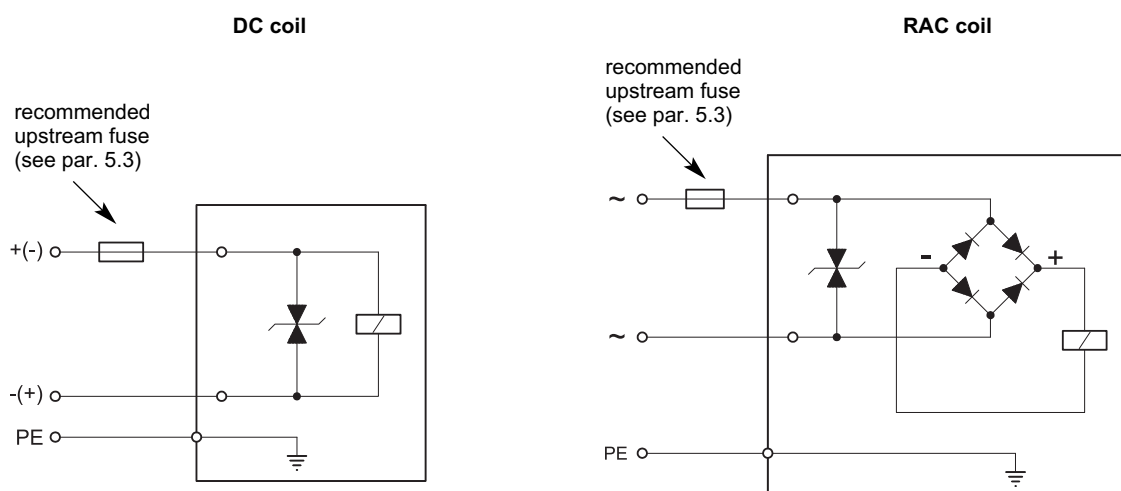 DC coil
recommended
upstream fuse
(see par. 5.3)
+(-)
-(+)
PE
RAC coil
recommended
upstream fuse
(see par. 5.3)
~
- +
~
PE